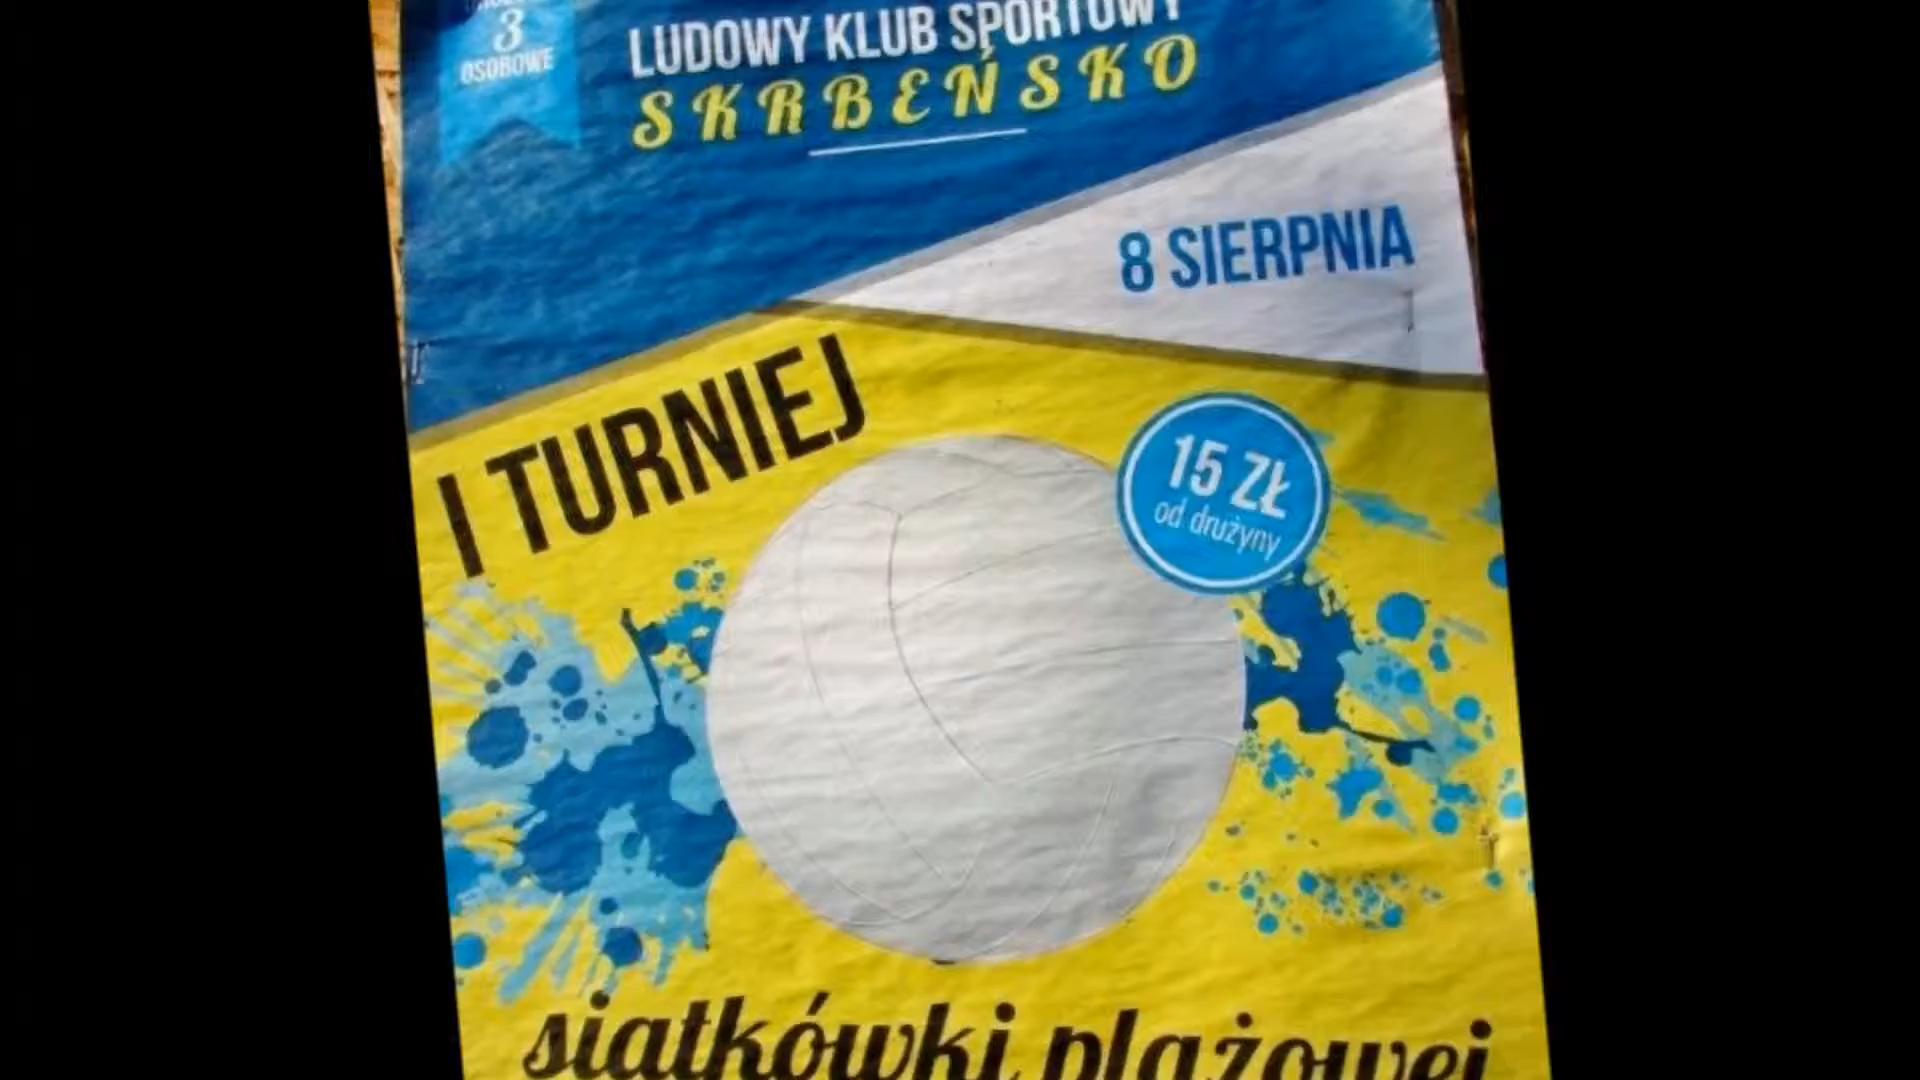 3
OSOBOWE
LUDOWY KLUB SPORTOWY
SKRBEŃSKO
8 SIERPNIA
I TURNIEJ
15 ZŁ
od drużyny
siatkówki plażowej